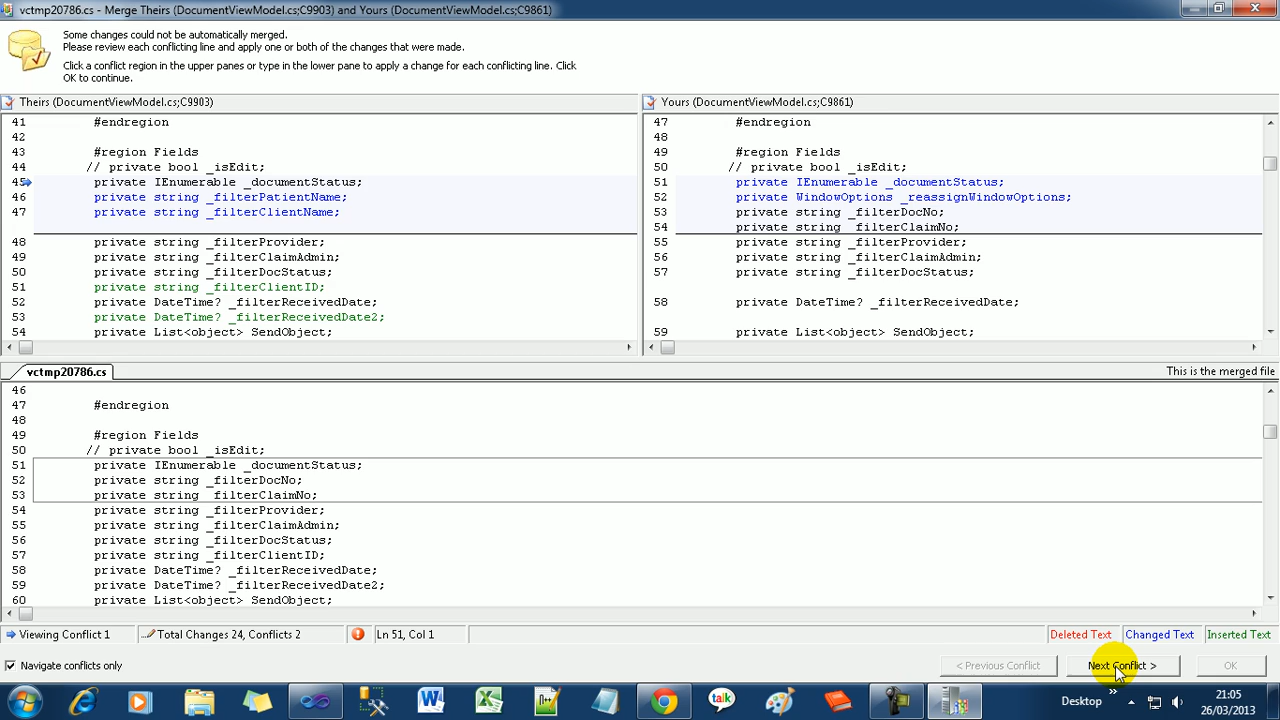 vctmp20786.cs - Merge Theirs (DocumentViewModel.cs;C9903) and Yours (DocumentViewModel.cs;C9861)
Some changes could not be automatically merged.
Please review each conflicting line and apply one or both of the changes that were made.
Click a conflict region in the upper panes or type in the lower pane to apply a change for each conflicting line. Click
OK to continue.
Theirs (DocumentViewModel.cs;C9903)
41 #endregion
42
43 #region Fields
44 // private bool _isEdit;
45 private IEnumerable _documentStatus;
46 private string _filterPatientName;
47 private string _filterClientName;
48 private string _filterProvider;
49 private string _filterClaimAdmin;
50 private string _filterDocStatus;
51 private string _filterClientID;
52 private DateTime? _filterReceivedDate;
53 private DateTime? _filterReceivedDate2;
54 private List<object> SendObject;
Yours (DocumentViewModel.cs;C9861)
47 #endregion
48
49 #region Fields
50 // private bool _isEdit;
51 private IEnumerable _documentStatus;
52 private WindowOptions _reassignWindowOptions;
53 private string _filterDocNo;
54 private string _filterClaimNo;
55 private string _filterProvider;
56 private string _filterClaimAdmin;
57 private string _filterDocStatus;
58 private DateTime? _filterReceivedDate;
59 private List<object> SendObject;
vctmp20786.cs
This is the merged file
46
47 #endregion
48
49 #region Fields
50 // private bool _isEdit;
51 private IEnumerable _documentStatus;
52 private string _filterDocNo;
53 private string _filterClaimNo;
54 private string _filterProvider;
55 private string _filterClaimAdmin;
56 private string _filterDocStatus;
57 private string _filterClientID;
58 private DateTime? _filterReceivedDate;
59 private DateTime? _filterReceivedDate2;
60 private List<object> SendObject;
Viewing Conflict 1 Total Changes 24, Conflicts 2 Ln 51, Col 1 Deleted Text Changed Text Inserted Text
Navigate conflicts only < Previous Conflict Next Conflict > OK
talk
Desktop
21:05
26/03/2013